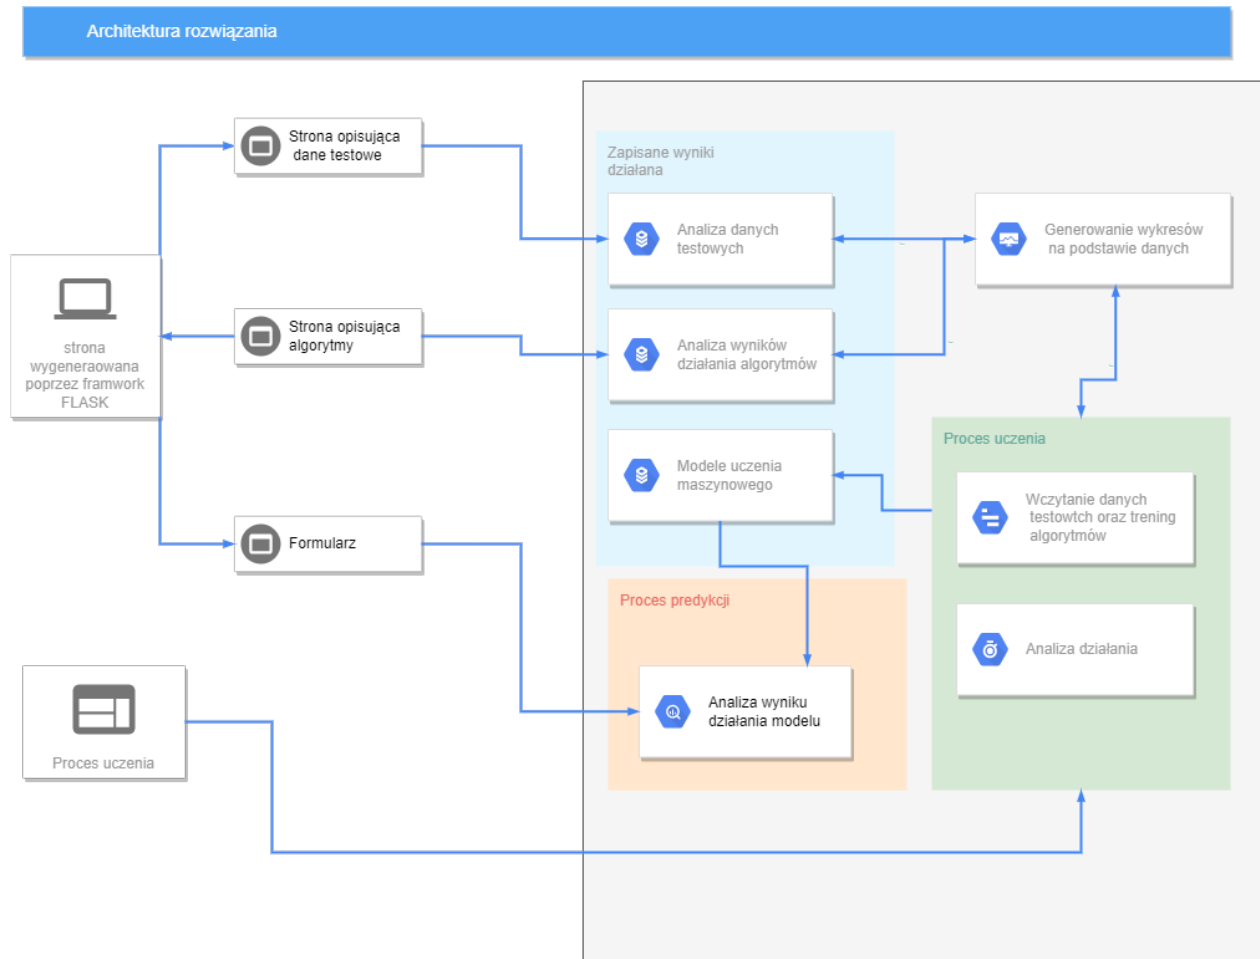 Architektura rozwiązania
Strona opisująca
dane testowe
Zapisane wyniki
działana
Analiza danych
testowych
Generowanie wykresów
na podstawie danych
strona
wygeneraowana
poprzez framwork
FLASK
Strona opisująca
algorytmy
Analiza wyników
działania algorytmów
Proces uczenia
Modele uczenia
maszynowego
Wczytanie danych
testowtch oraz trening
algorytmów
Formularz
Proces predykcji
Analiza działania
Analiza wyniku
działania modelu
Proces uczenia